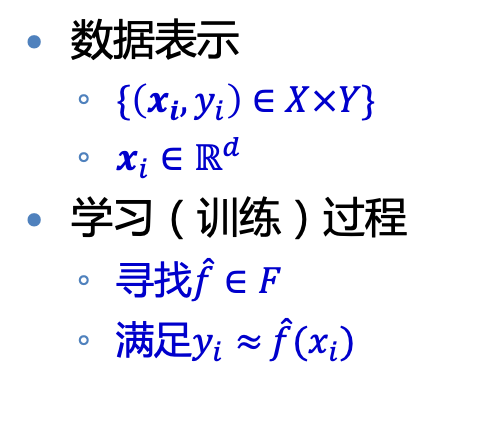 • 数据表示
◦ {(𝒙ᵢ, yᵢ) ∈ X×Y}
◦ 𝒙ᵢ ∈ ℝᵈ
• 学习（训练）过程
◦ 寻找f̂ ∈ F
◦ 满足yᵢ ≈ f̂(xᵢ)